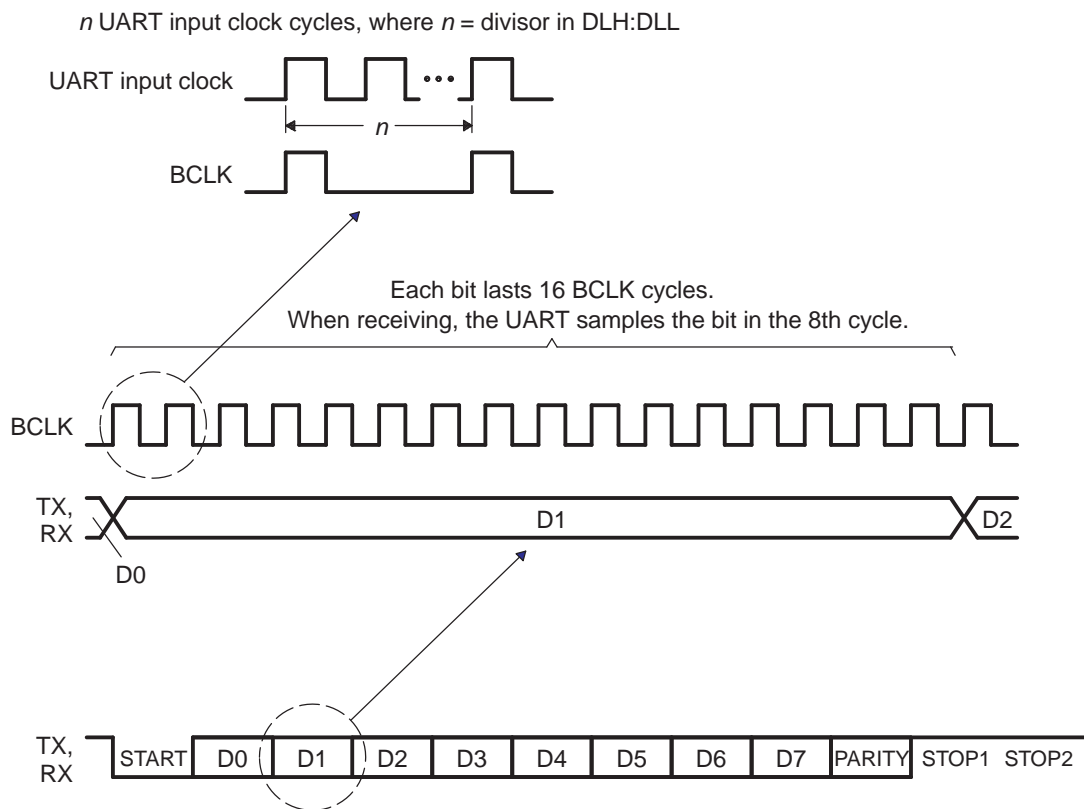 n UART input clock cycles, where n = divisor in DLH:DLL
UART input clock
n
BCLK
Each bit lasts 16 BCLK cycles.
When receiving, the UART samples the bit in the 8th cycle.
BCLK
TX,
RX
D1
D2
D0
TX,
RX
START D0 D1 D2 D3 D4 D5 D6 D7 PARITY STOP1 STOP2